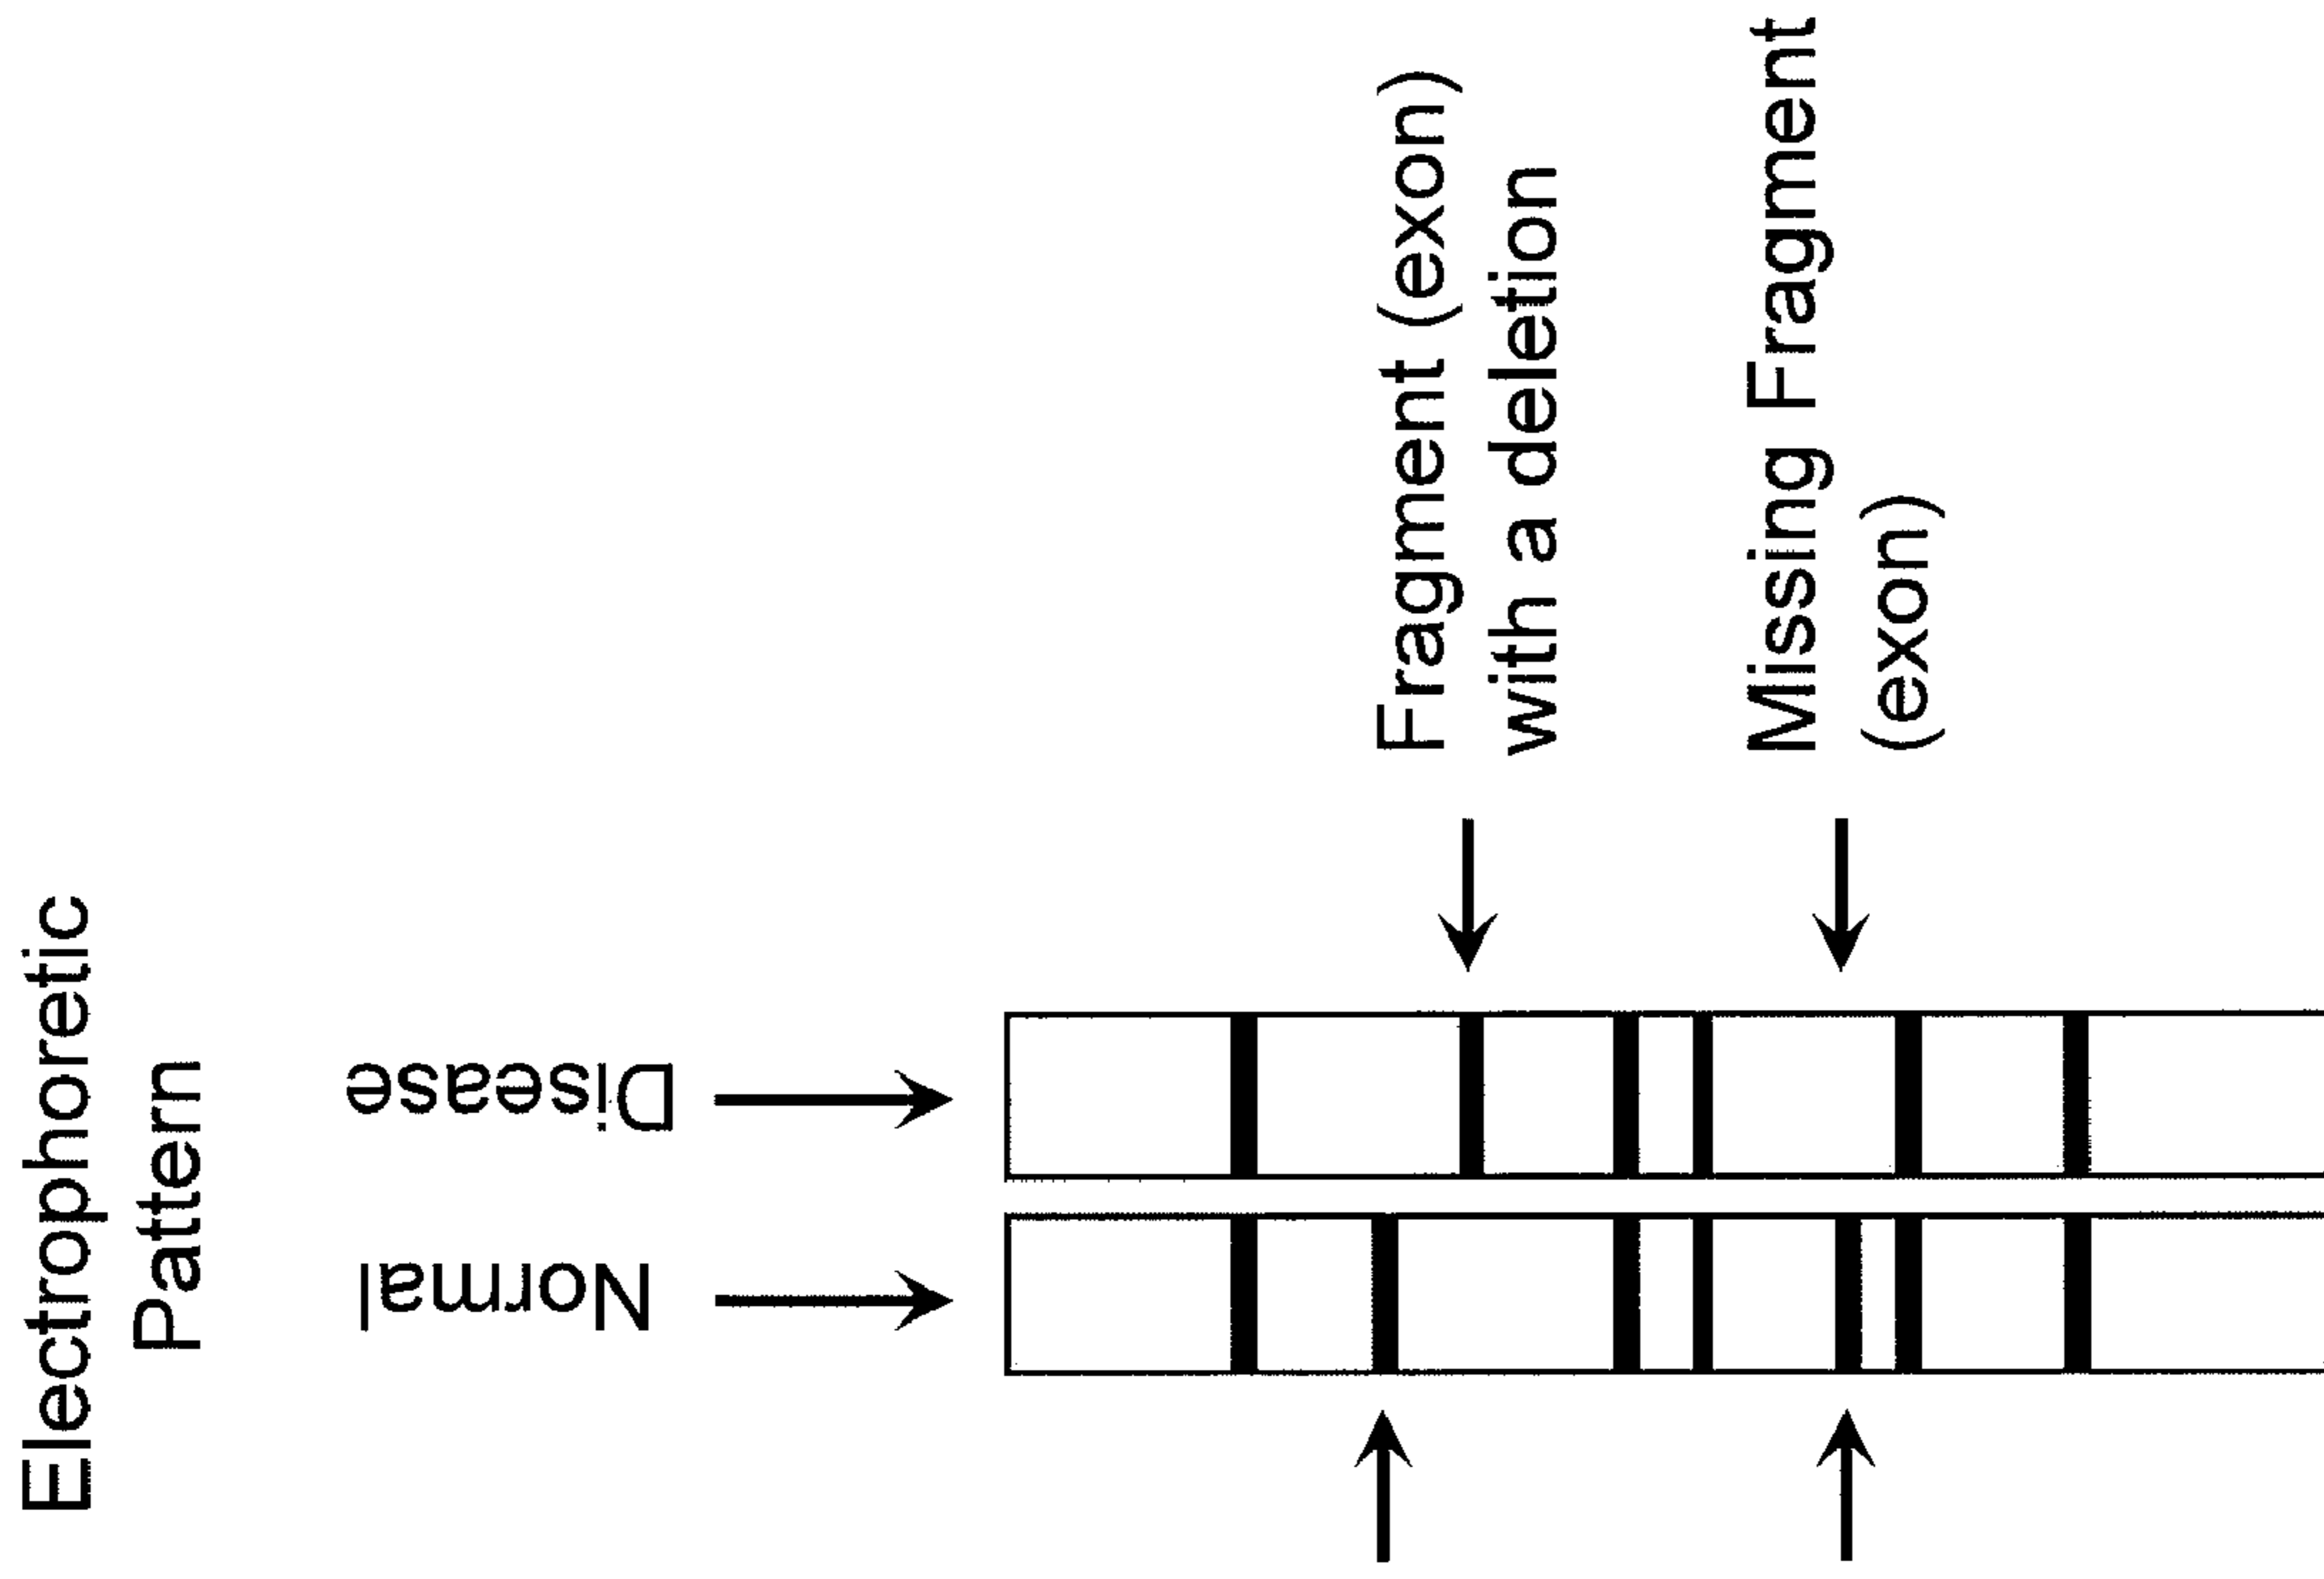 Electrophoretic
Pattern
Normal
Disease
Fragment (exon)
with a deletion
Missing Fragment
(exon)